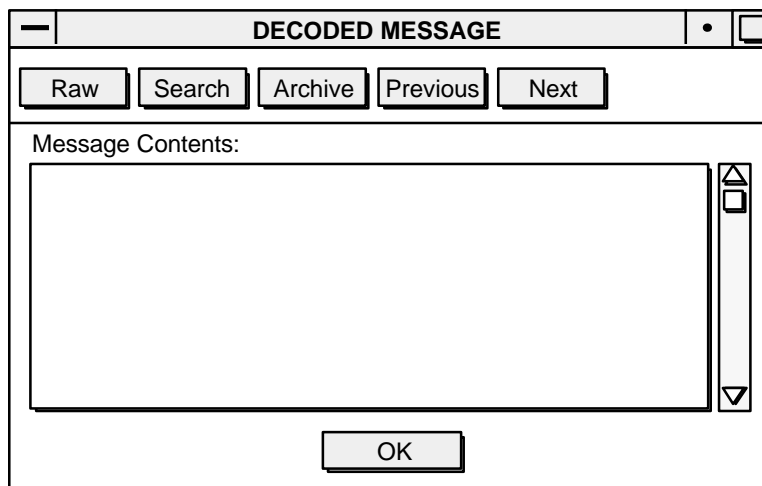 DECODED MESSAGE
Raw Search Archive Previous Next
Message Contents:
OK